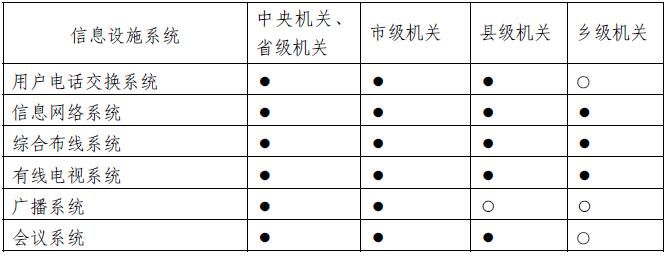 信息设施系统 中央机关、省级机关 市级机关 县级机关 乡级机关
用户电话交换系统 ● ● ● ○
信息网络系统 ● ● ● ●
综合布线系统 ● ● ● ●
有线电视系统 ● ● ● ●
广播系统 ● ● ○ ○
会议系统 ● ● ● ○